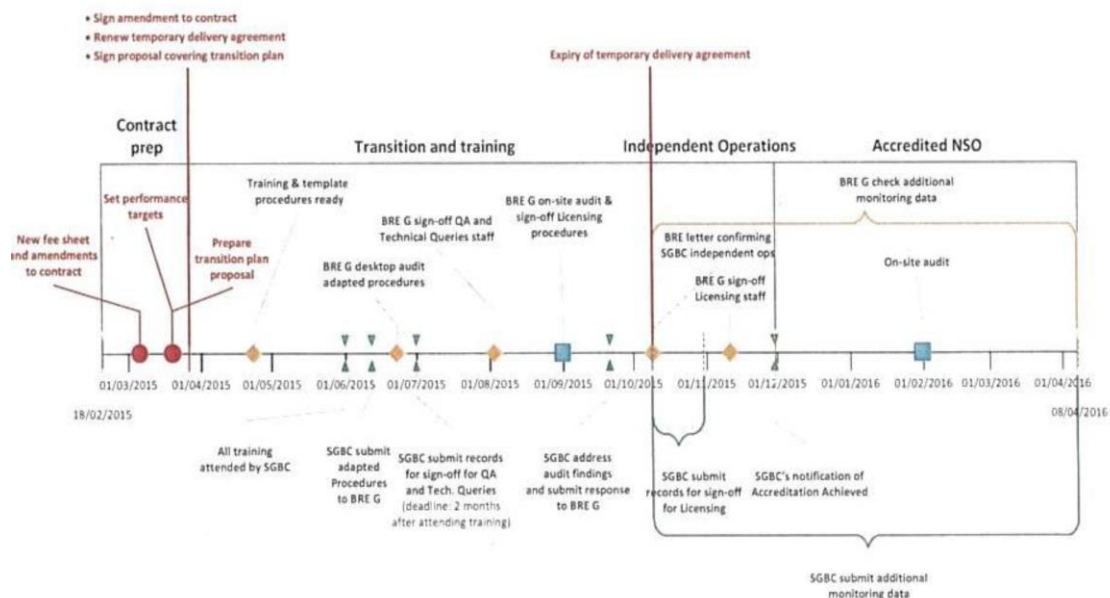 • Sign amendment to contract
• Renew temporary delivery agreement
• Sign proposal covering transition plan
Expiry of temporary delivery agreement
Contract
prep
Transition and training
Independent Operations
Accredited NSO
Set performance
targets
New fee sheet
and amendments
to contract
Prepare
transition plan
proposal
Training & template
procedures ready
BRE G desktop audit
adapted procedures
BRE G sign-off QA and
Technical Queries staff
BRE G on-site audit &
sign-off Licensing
procedures
BRE letter confirming
SGBC independent ops
BRE G sign-off
Licensing staff
BRE G check additional
monitoring data
On-site audit
01/03/2015
01/04/2015
01/05/2015
01/06/2015
01/07/2015
01/08/2015
01/09/2015
01/10/2015
01/11/2015
01/12/2015
01/01/2016
01/02/2016
01/03/2016
01/04/2016
18/02/2015
08/04/2016
All training
attended by SGBC
SGBC submit
adapted
Procedures
to BRE G
SGBC submit records
for sign-off for QA
and Tech. Queries
(deadline: 2 months
after attending training)
SGBC address
audit findings
and submit response
to BRE G
SGBC submit
records for sign-off
for Licensing
SGBC's notification of
Accreditation Achieved
SGBC submit additional
monitoring data